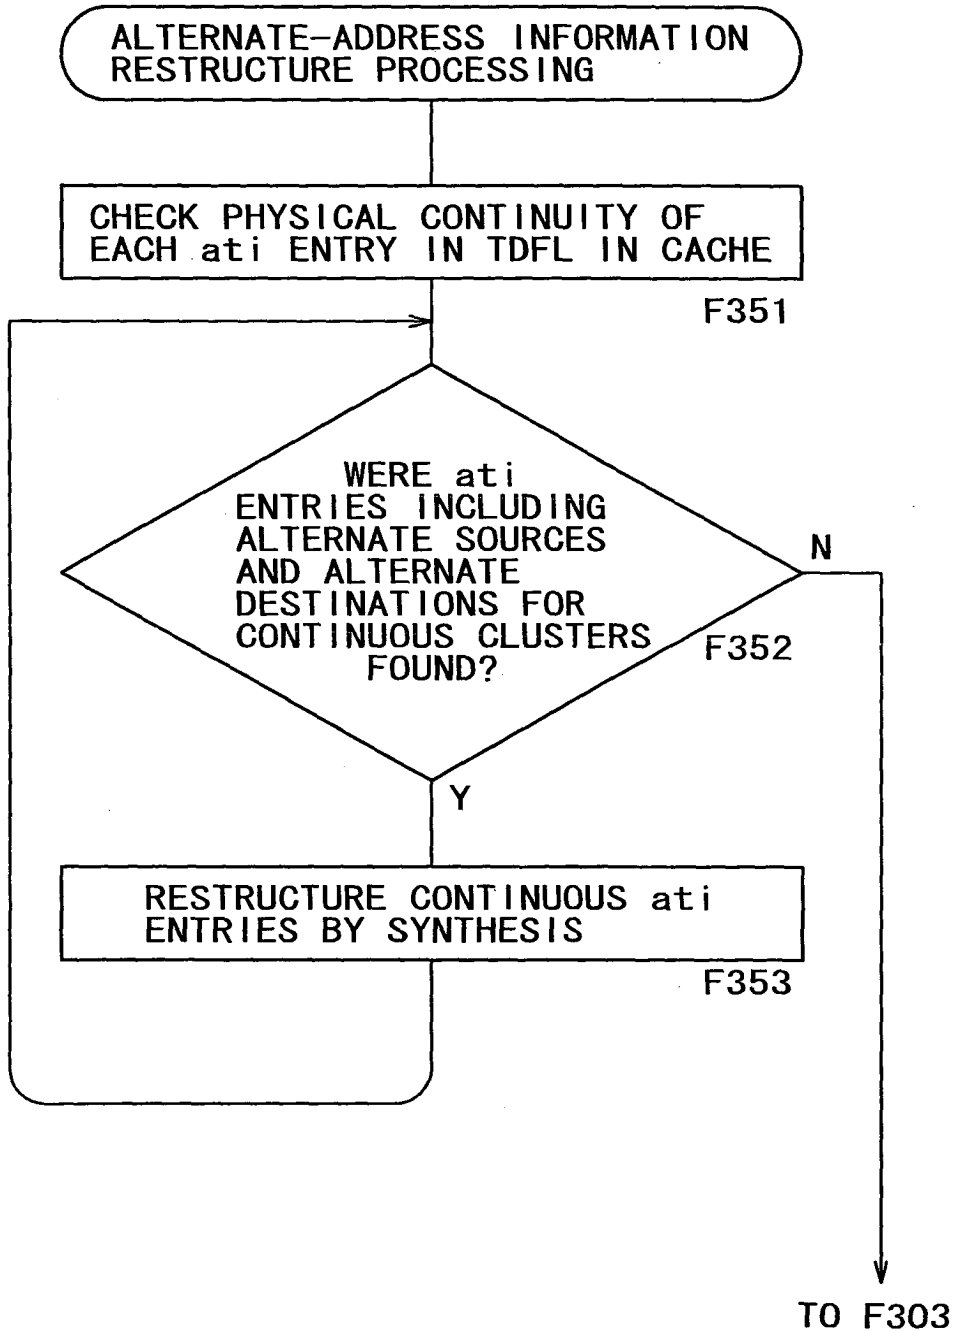 ALTERNATE-ADDRESS INFORMATION
RESTRUCTURE PROCESSING
CHECK PHYSICAL CONTINUITY OF
EACH ati ENTRY IN TDFL IN CACHE
F351
WERE ati
ENTRIES INCLUDING
ALTERNATE SOURCES
AND ALTERNATE
DESTINATIONS FOR
CONTINUOUS CLUSTERS
FOUND?
N
F352
Y
RESTRUCTURE CONTINUOUS ati
ENTRIES BY SYNTHESIS
F353
TO F303